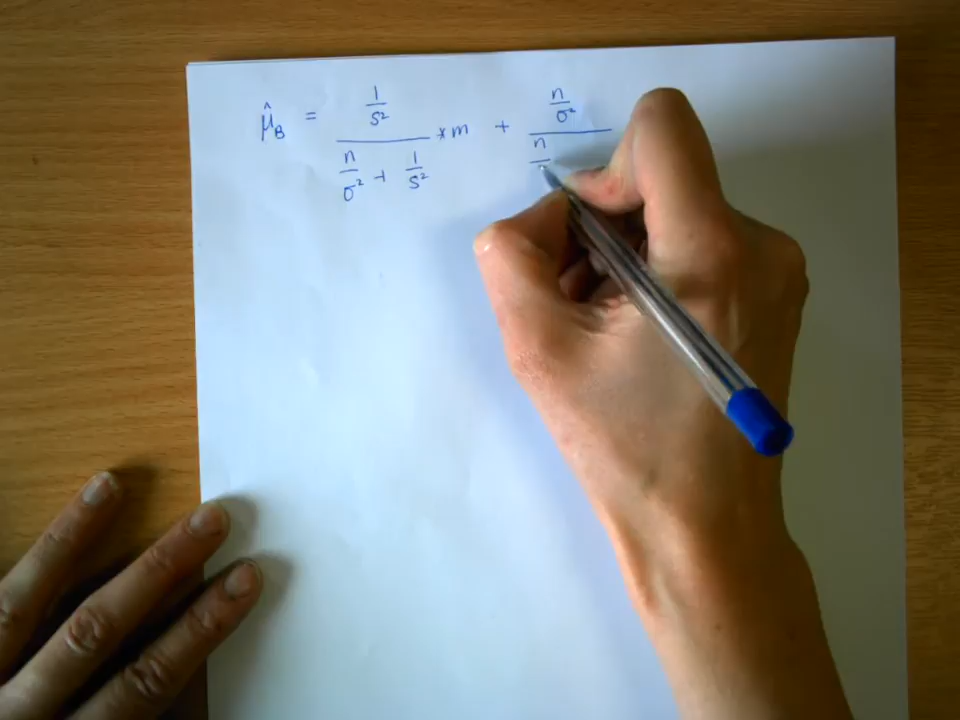 μ̂_B = (1/s²)/(n/σ² + 1/s²) * m + (n/σ²)/(n/